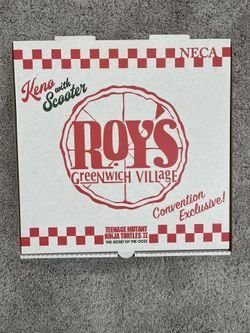 NECA
Keno with
Scooter
ROY'S
GREENWICH VILLAGE
Convention
Exclusive!
TEENAGE MUTANT
NINJA TURTLES II
THE SECRET OF THE OOZE